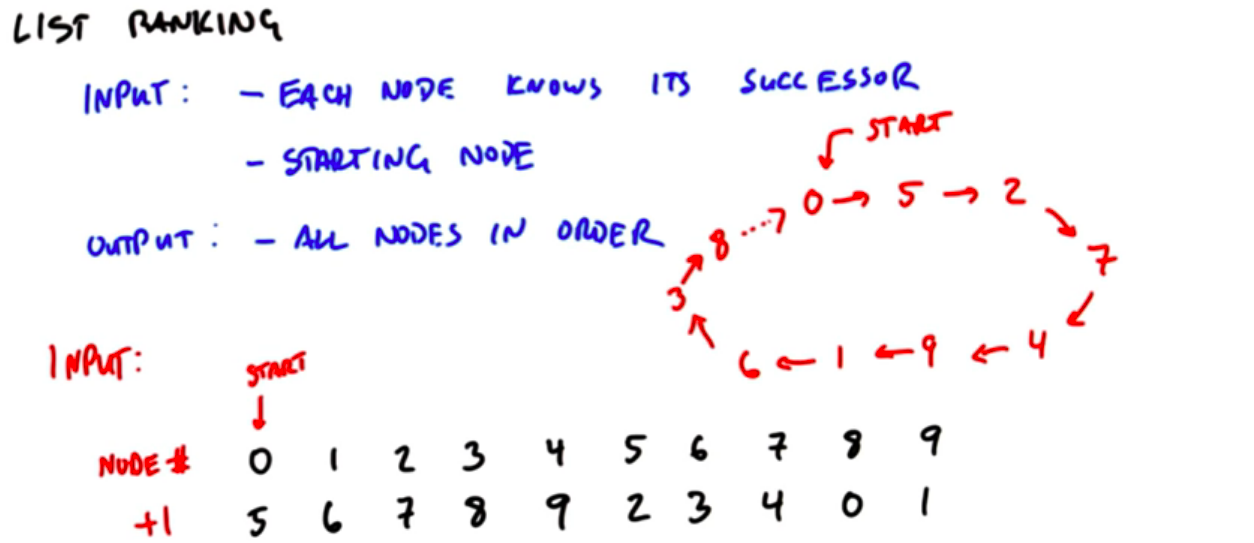 LIST RANKING
INPUT: - EACH NODE KNOWS ITS SUCCESSOR
- STARTING NODE
START
OUTPUT: - ALL NODES IN ORDER
0 → 5 → 2
8
7
3
6 ← 1 ← 9 ← 4
INPUT:
START
NODE # 0 1 2 3 4 5 6 7 8 9
+1 5 6 7 8 9 2 3 4 0 1